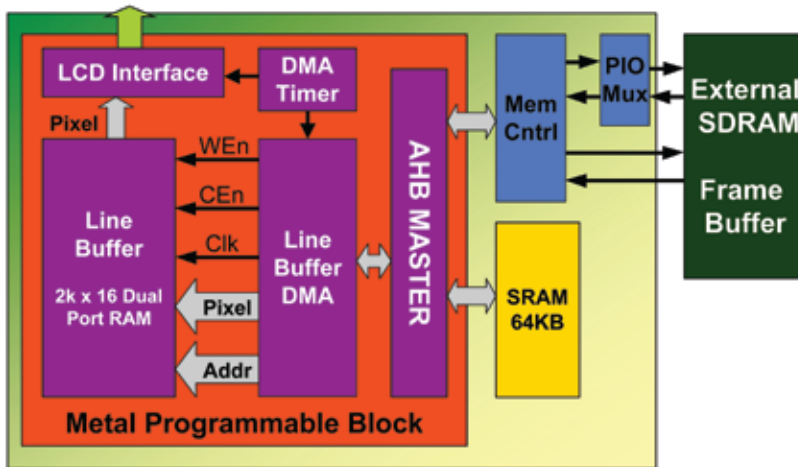 LCD Interface
DMA
Timer
Pixel
WEn
CEn
Clk
Pixel
Addr
Line
Buffer
2k x 16 Dual
Port RAM
Line
Buffer
DMA
AHB MASTER
Metal Programmable Block
Mem
Cntrl
PIO
Mux
SRAM
64KB
External
SDRAM
Frame
Buffer